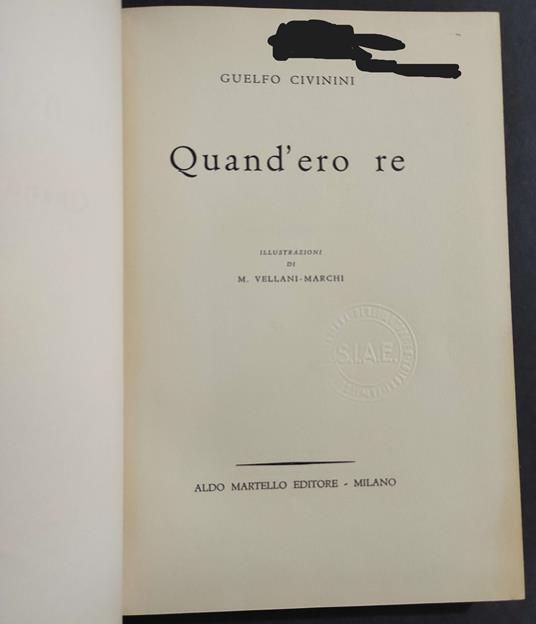 GUELFO CIVININI
Quand'ero re
ILLUSTRAZIONI
DI
M. VELLANI-MARCHI
S.I.A.E.
ALDO MARTELLO EDITORE - MILANO